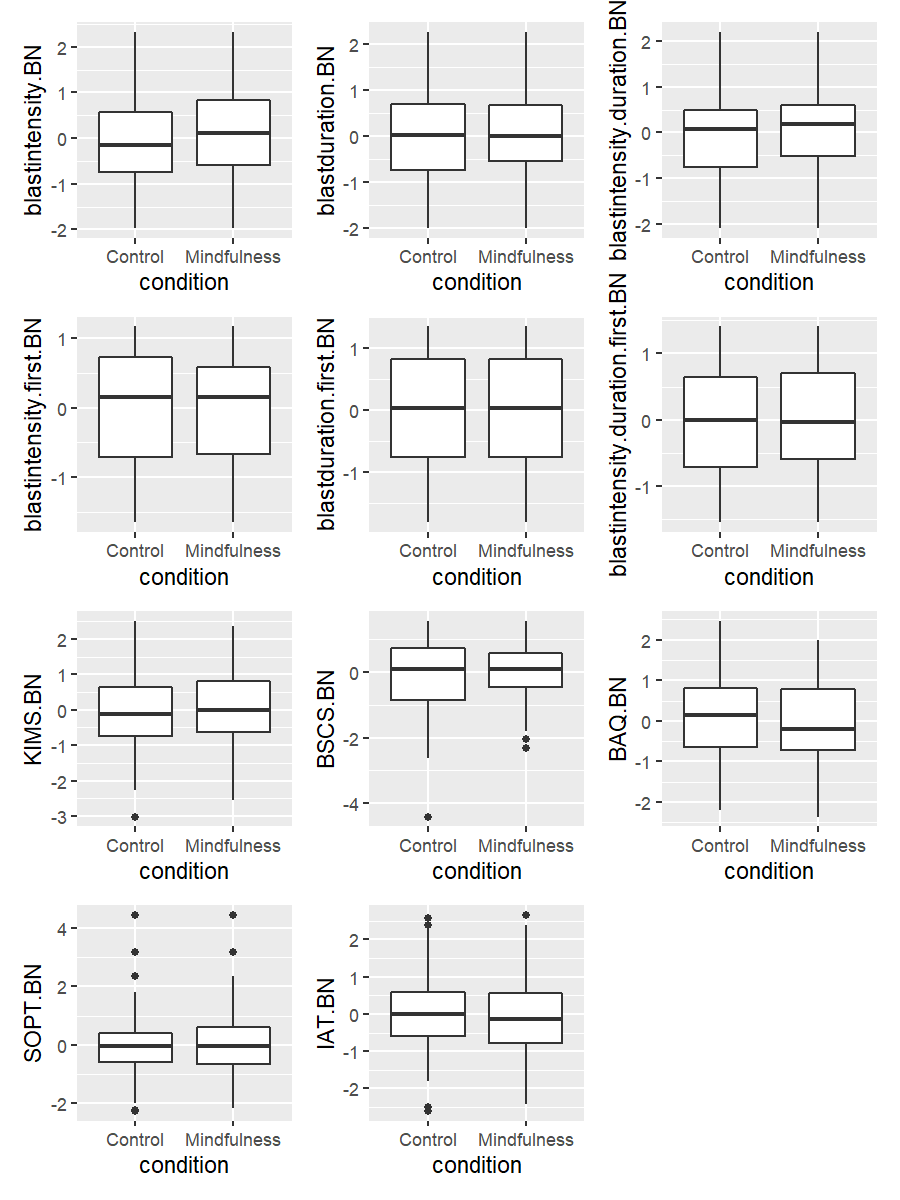 blastintensity.BN
2
1
0
-1
-2
Control Mindfulness
condition
blastduration.BN
2
1
0
-1
-2
Control Mindfulness
condition
blastintensity.duration.BN
2
1
0
-1
-2
Control Mindfulness
condition
blastintensity.first.BN
1
0
-1
Control Mindfulness
condition
blastduration.first.BN
1
0
-1
Control Mindfulness
condition
blastintensity.duration.first.BN
1
0
-1
Control Mindfulness
condition
KIMS.BN
2
1
0
-1
-2
-3
Control Mindfulness
condition
BSCS.BN
0
-2
-4
Control Mindfulness
condition
BAQ.BN
2
1
0
-1
-2
Control Mindfulness
condition
SOPT.BN
4
2
0
-2
Control Mindfulness
condition
IAT.BN
2
1
0
-1
-2
Control Mindfulness
condition